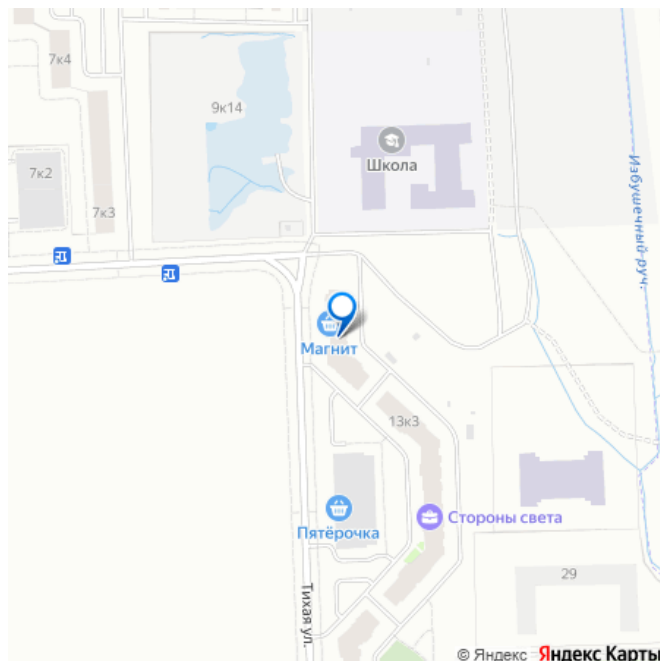 7к4
9к14
Школа
7к2
7к3
Избушечный руч.
Магнит
13к3
Стороны света
Пятёрочка
29
Тихая ул.
© Яндекс Яндекс Карты